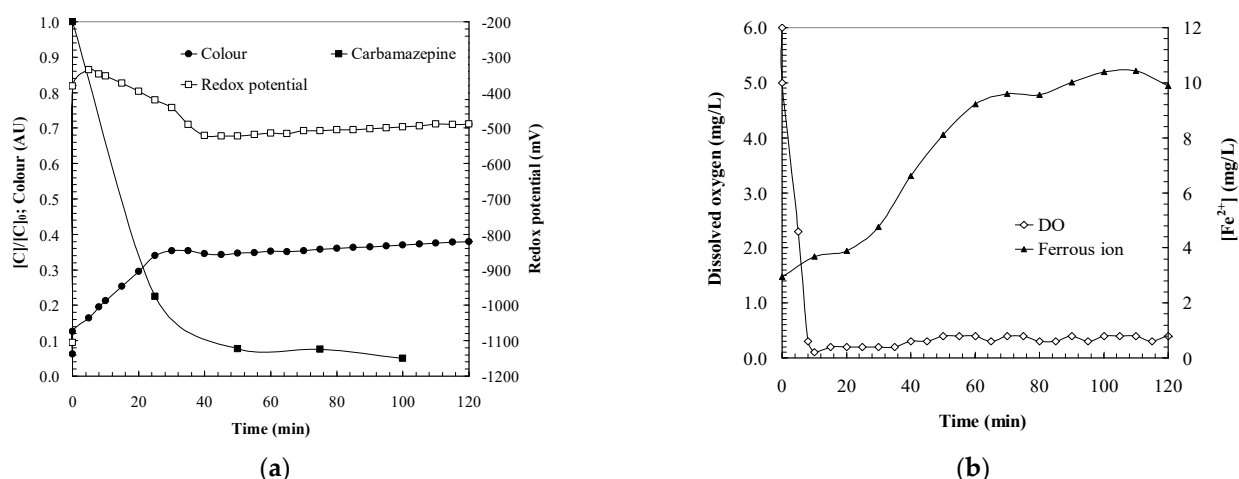 1.0
0.9
0.8
0.7
0.6
0.5
0.4
0.3
0.2
0.1
0.0
[C]/[C]₀; Colour (AU)
Colour
Carbamazepine
Redox potential
-200
-300
-400
-500
-600
-700
-800
-900
-1000
-1100
-1200
Redox potential (mV)
0 20 40 60 80 100 120
Time (min)
(a)
6.0
5.0
4.0
3.0
2.0
1.0
0.0
Dissolved oxygen (mg/L)
DO
Ferrous ion
12
10
8
6
4
2
0
[Fe²⁺] (mg/L)
0 20 40 60 80 100 120
Time (min)
(b)